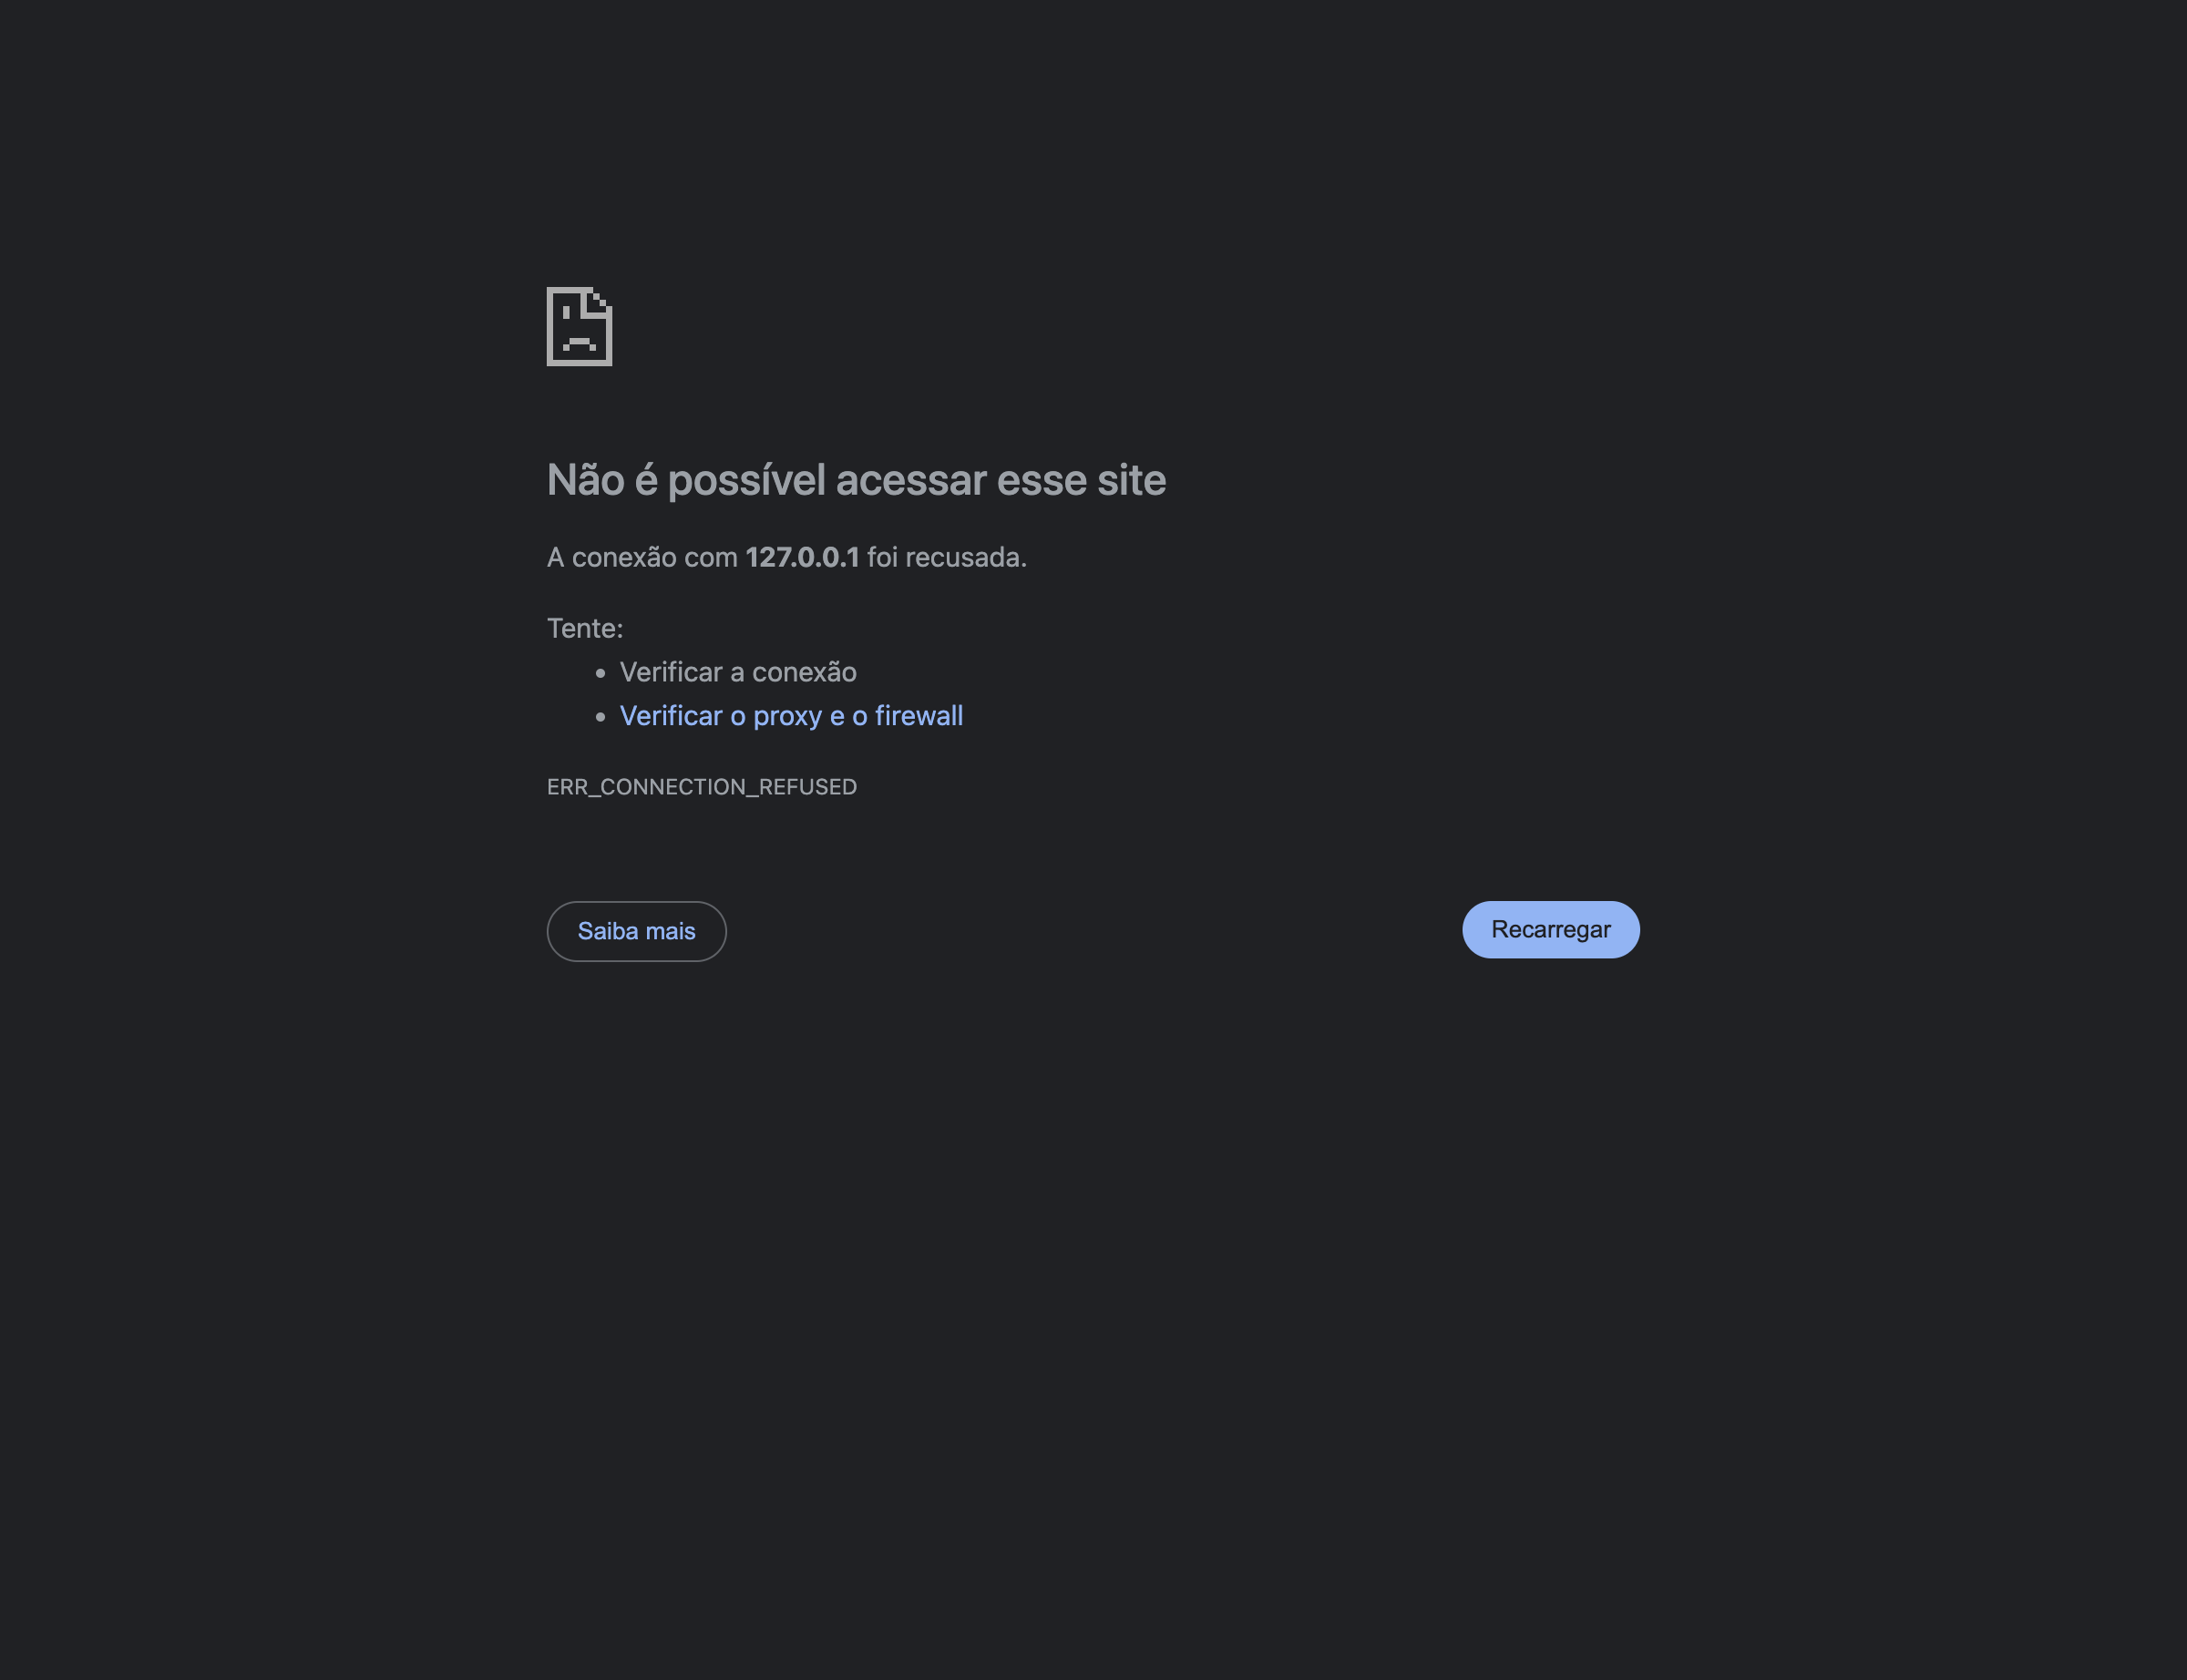 Não é possível acessar esse site
A conexão com 127.0.0.1 foi recusada.
Tente:
• Verificar a conexão
• Verificar o proxy e o firewall
ERR_CONNECTION_REFUSED
Saiba mais
Recarregar